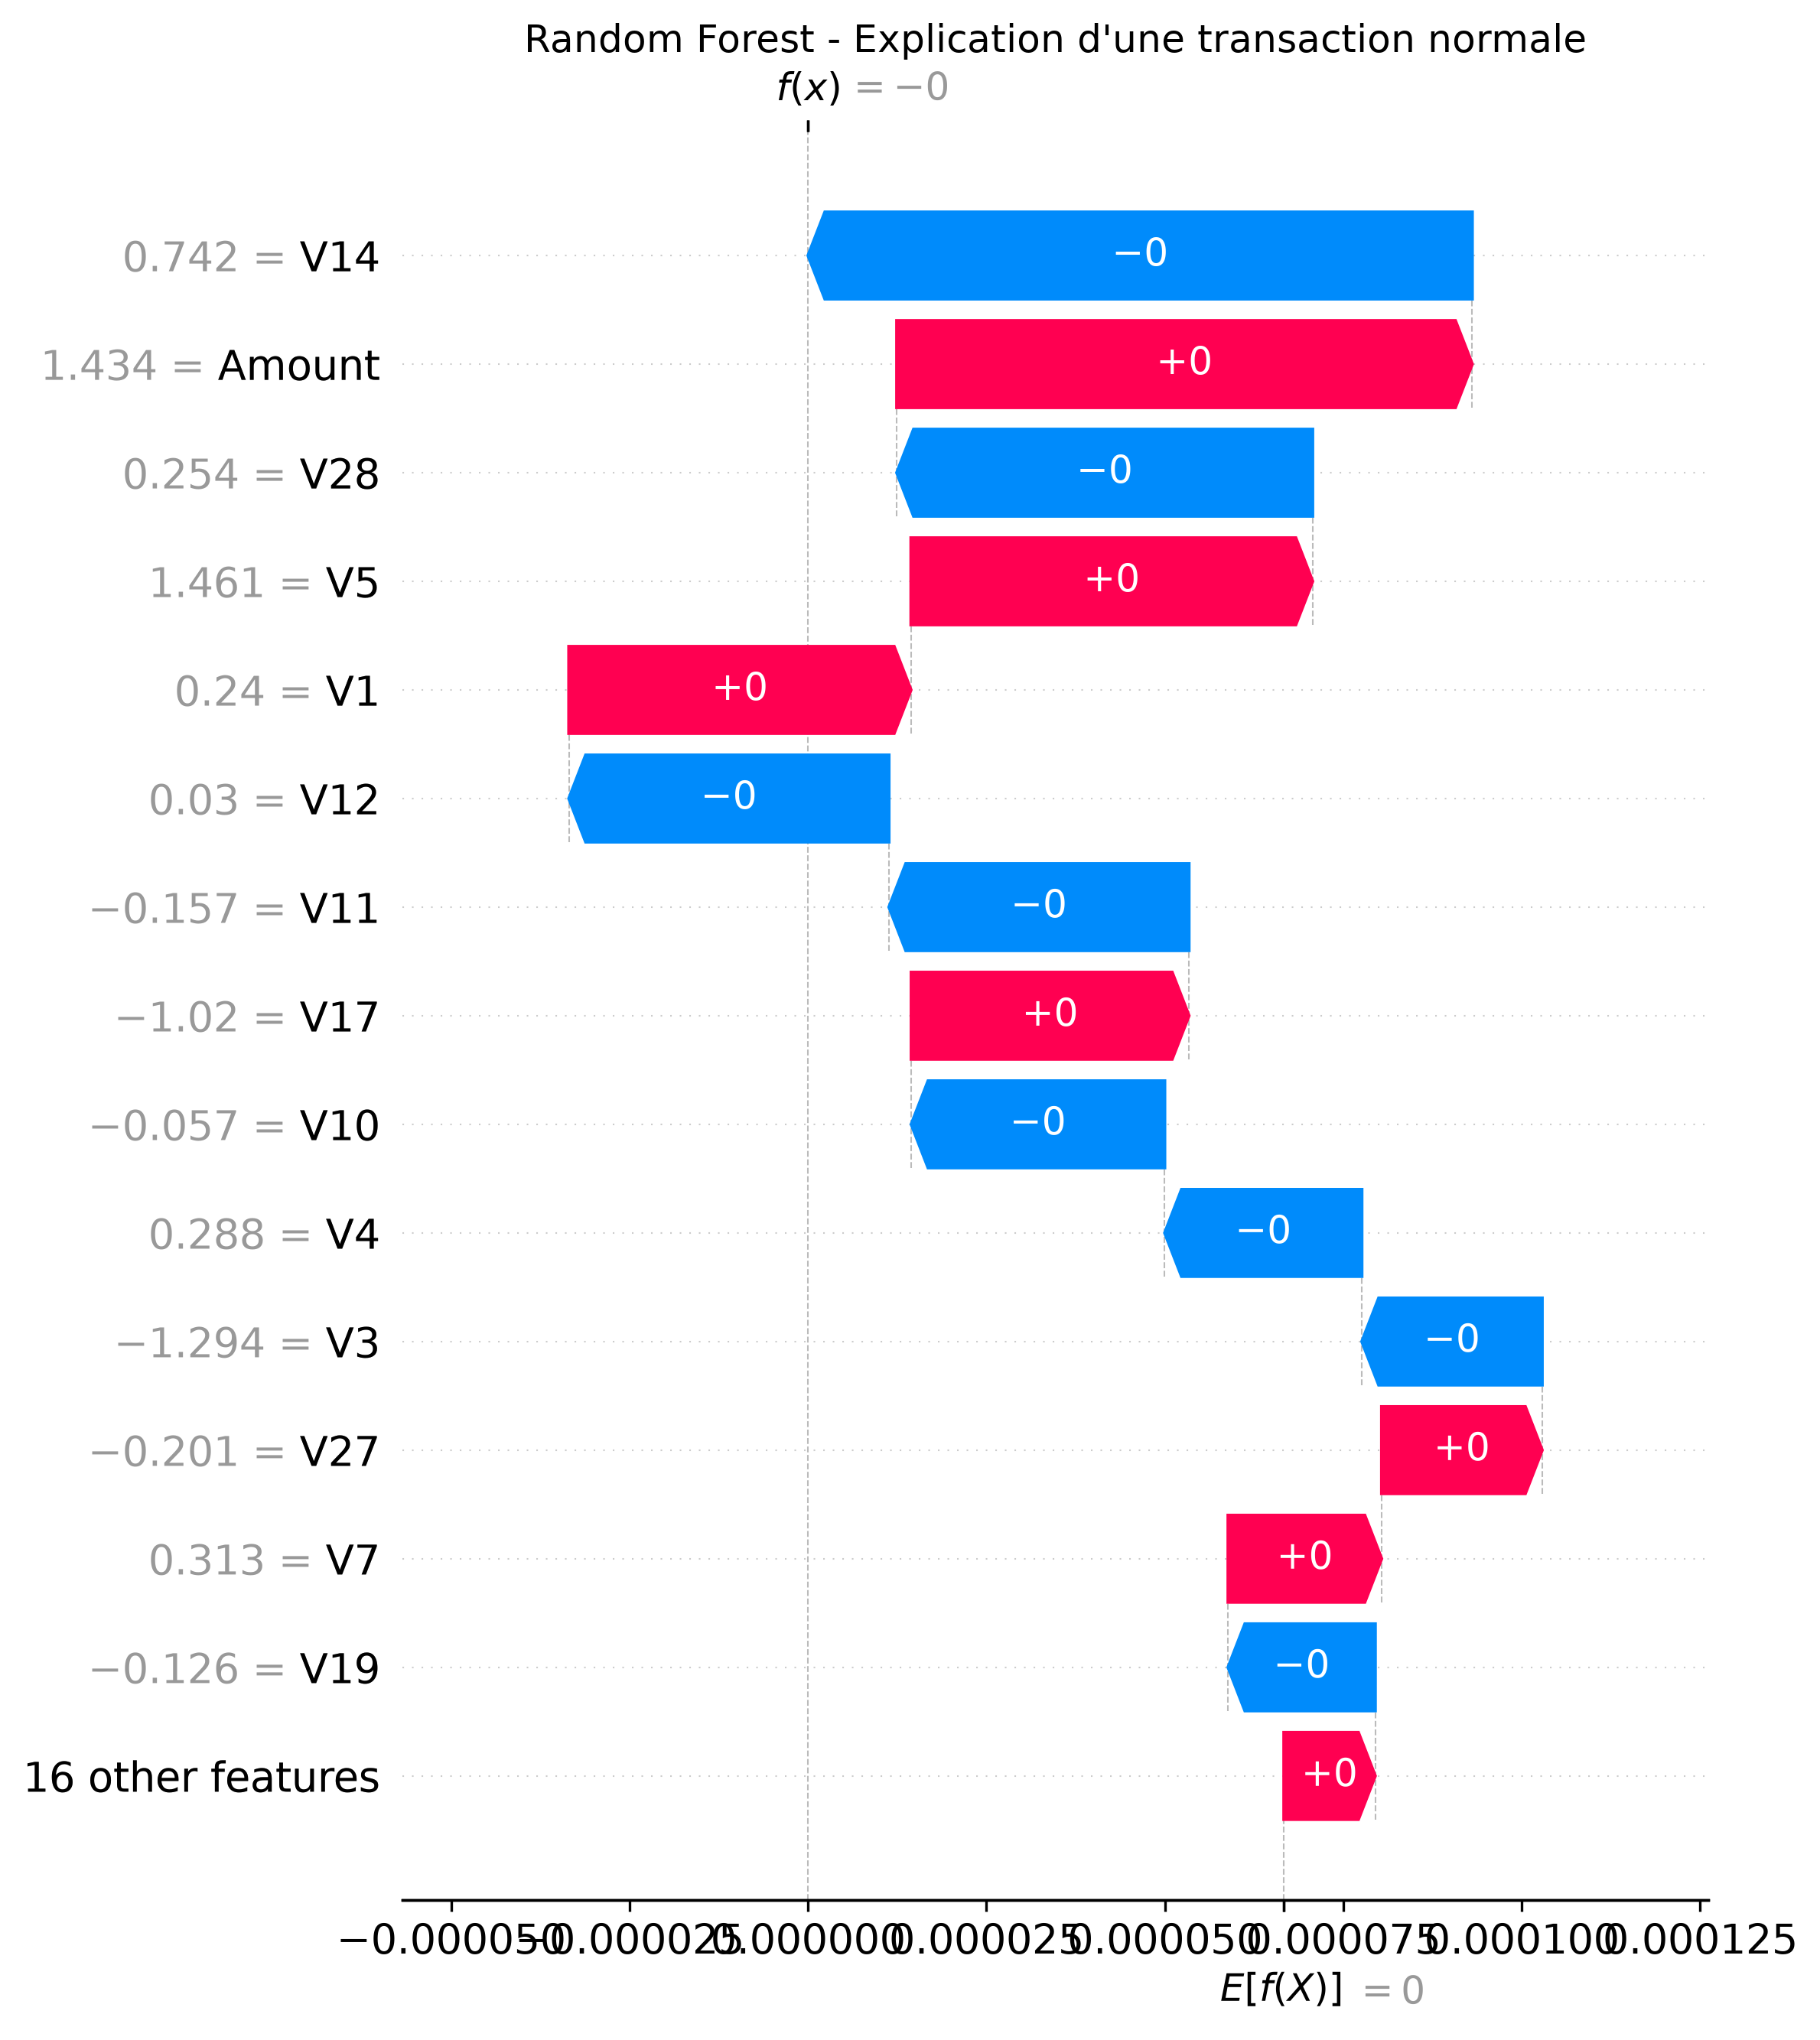 Random Forest - Explication d'une transaction normale
f(x) = −0
0.742 = V14
−0
1.434 = Amount
+0
0.254 = V28
−0
1.461 = V5
+0
0.24 = V1
+0
0.03 = V12
−0
−0.157 = V11
−0
−1.02 = V17
+0
−0.057 = V10
−0
0.288 = V4
−0
−1.294 = V3
−0
−0.201 = V27
+0
0.313 = V7
+0
−0.126 = V19
−0
16 other features
+0
−0.000050 −0.000025 0.000000 0.000025 0.000050 0.000075 0.000100 0.000125
E[f(X)] = 0